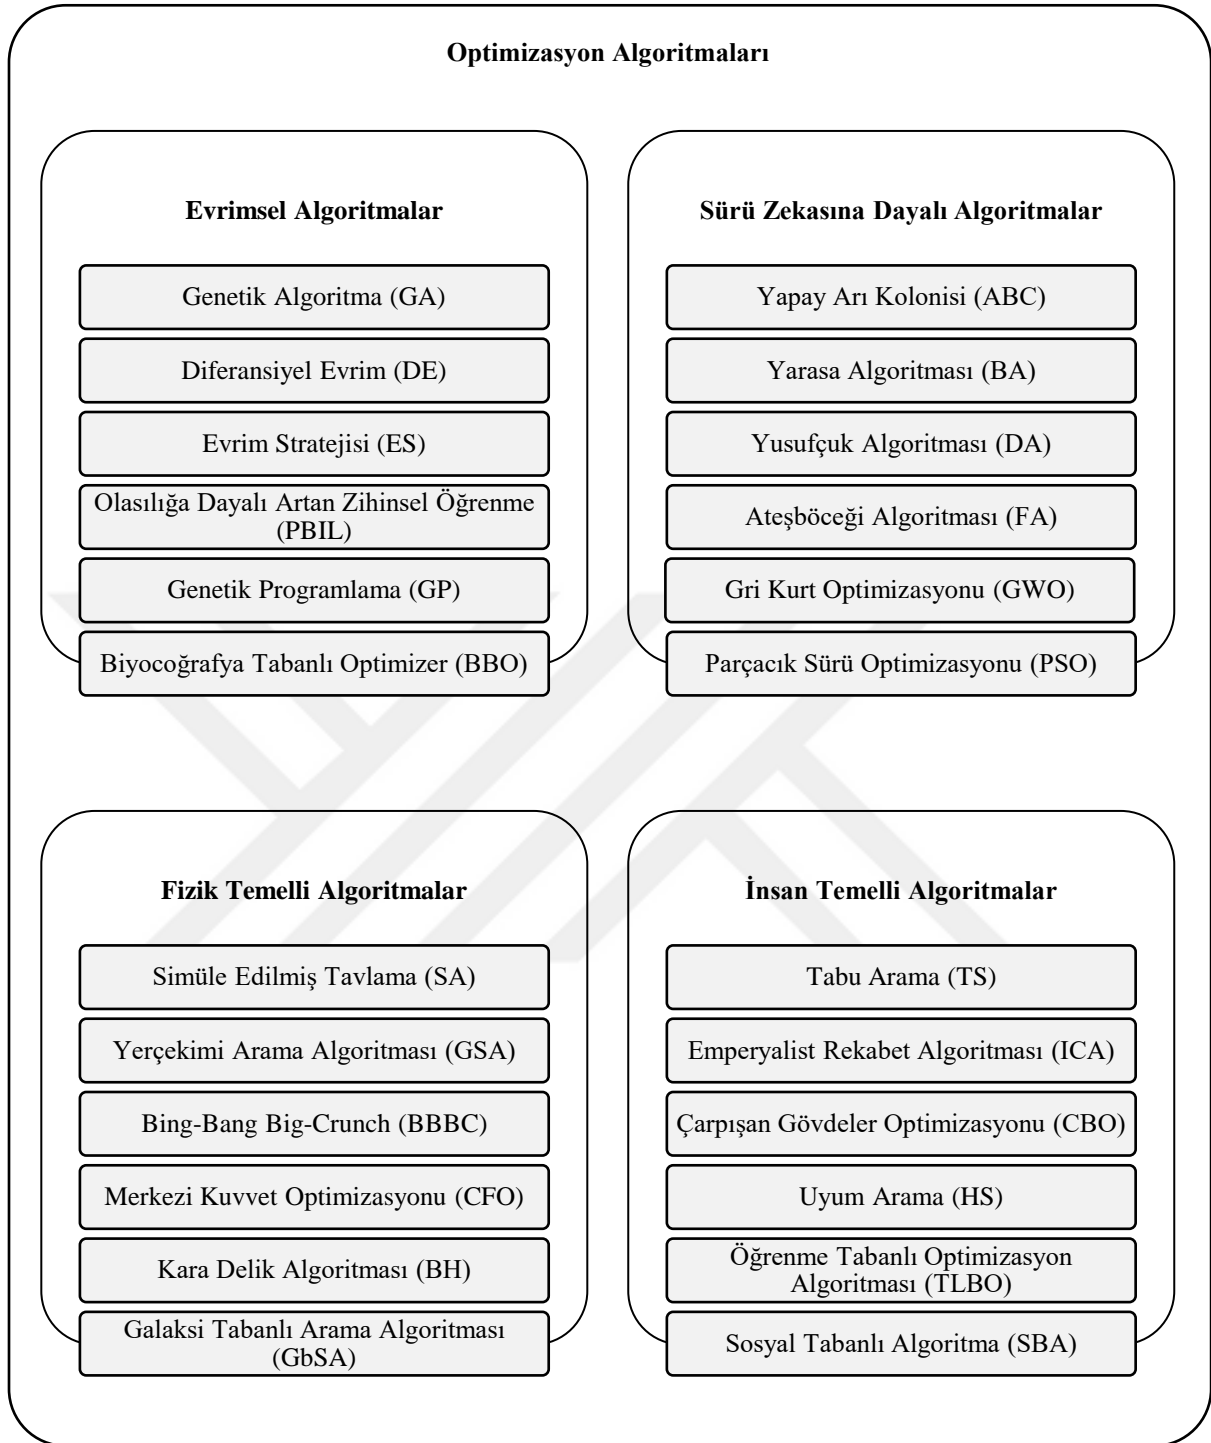 Optimizasyon Algoritmaları
Evrimsel Algoritmalar
Genetik Algoritma (GA)
Diferansiyel Evrim (DE)
Evrim Stratejisi (ES)
Olasılığa Dayalı Artan Zihinsel Öğrenme
(PBIL)
Genetik Programlama (GP)
Biyocoğrafya Tabanlı Optimizer (BBO)
Sürü Zekasına Dayalı Algoritmalar
Yapay Arı Kolonisi (ABC)
Yarasa Algoritması (BA)
Yusufçuk Algoritması (DA)
Ateşböceği Algoritması (FA)
Gri Kurt Optimizasyonu (GWO)
Parçacık Sürü Optimizasyonu (PSO)
Fizik Temelli Algoritmalar
Simüle Edilmiş Tavlama (SA)
Yerçekimi Arama Algoritması (GSA)
Bing-Bang Big-Crunch (BBBC)
Merkezi Kuvvet Optimizasyonu (CFO)
Kara Delik Algoritması (BH)
Galaksi Tabanlı Arama Algoritması
(GbSA)
İnsan Temelli Algoritmalar
Tabu Arama (TS)
Emperyalist Rekabet Algoritması (ICA)
Çarpışan Gövdeler Optimizasyonu (CBO)
Uyum Arama (HS)
Öğrenme Tabanlı Optimizasyon
Algoritması (TLBO)
Sosyal Tabanlı Algoritma (SBA)